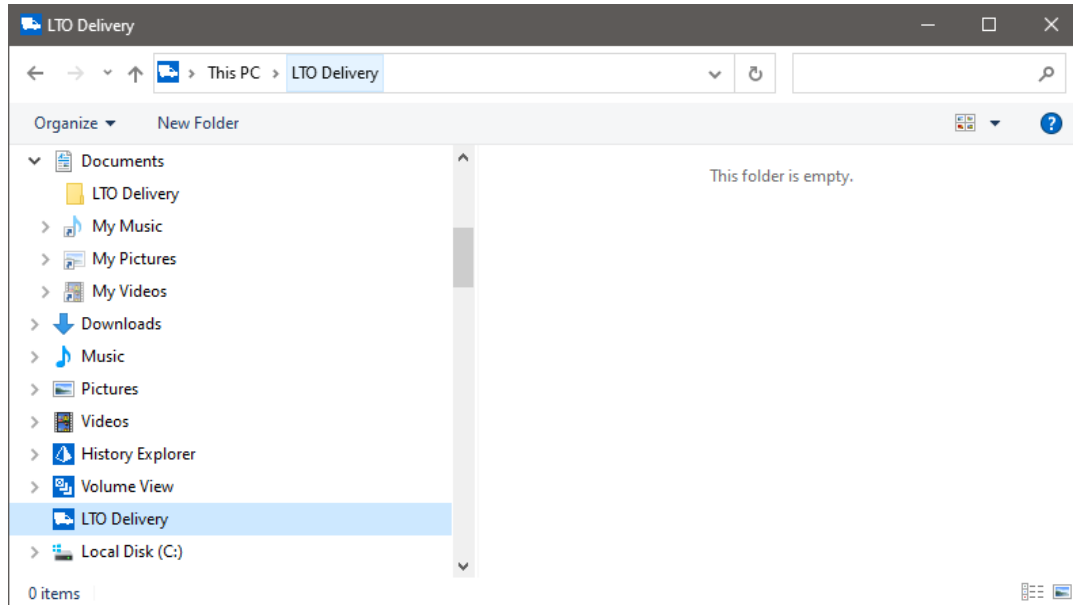 LTO Delivery
This PC > LTO Delivery
Organize New Folder
Documents
This folder is empty.
LTO Delivery
My Music
My Pictures
My Videos
Downloads
Music
Pictures
Videos
History Explorer
Volume View
LTO Delivery
Local Disk (C:)
0 items